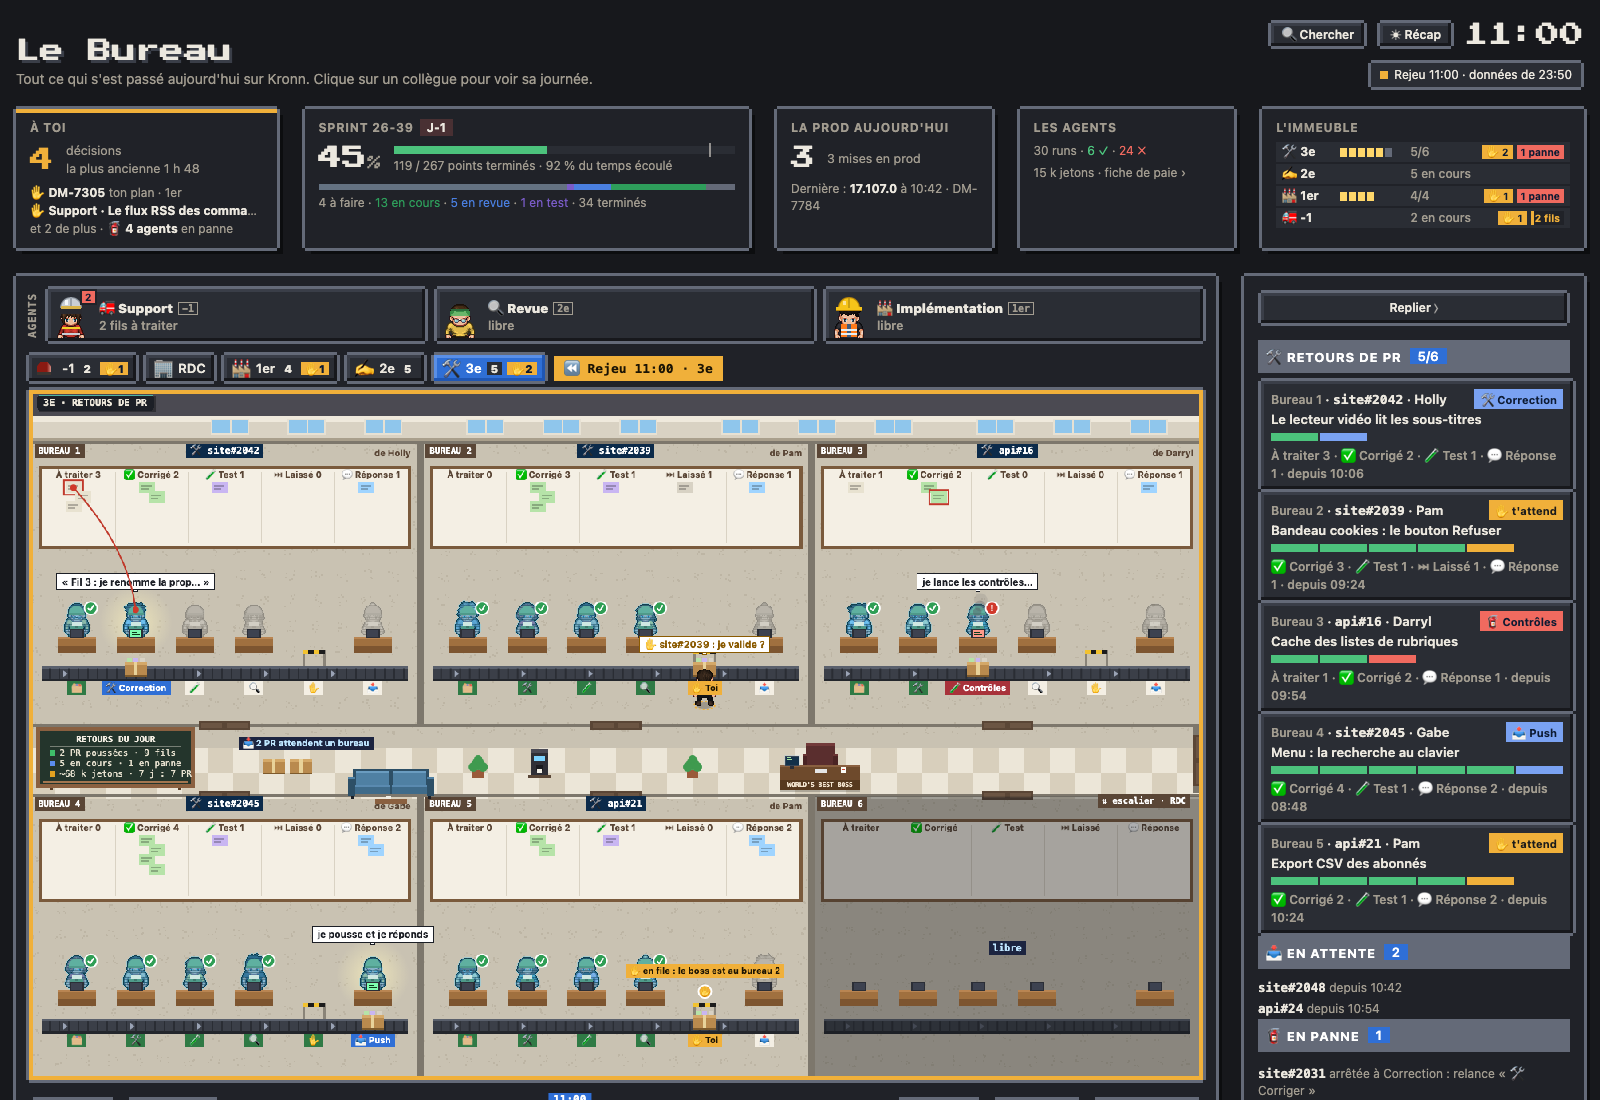 Le Bureau
Tout ce qui s'est passé aujourd'hui sur Kronn. Clique sur un collègue pour voir sa journée.
Chercher
Récap
11:00
Rejeu 11:00 · données de 23:50
À TOI
4 décisions
la plus ancienne 1 h 48
DM-7305 ton plan · 1er
Support · Le flux RSS des comma…
et 2 de plus · 4 agents en panne
SPRINT 26-39 J-1
45%
119 / 267 points terminés · 92 % du temps écoulé
4 à faire · 13 en cours · 5 en revue · 1 en test · 34 terminés
LA PROD AUJOURD'HUI
3 3 mises en prod
Dernière : 17.107.0 à 10:42 · DM-
7784
LES AGENTS
30 runs · 6 ✓ · 24 ✕
15 k jetons · fiche de paie ›
L'IMMEUBLE
3e 5/6 2 1 panne
2e 5 en cours
1er 4/4 1 1 panne
-1 2 en cours 1 2 fils
AGENTS
2
Support -1
2 fils à traiter
Revue 2e
libre
Implémentation 1er
libre
-1 2 1
RDC
1er 4 1
2e 5
3e 5 2
Rejeu 11:00 · 3e
3E · RETOURS DE PR
BUREAU 1 site#2042 de Holly
À traiter 3 Corrigé 2 Test 1 Laissé 0 Réponse 1
« Fil 3 : je renomme la prop... »
Correction
BUREAU 2 site#2039 de Pam
À traiter 0 Corrigé 3 Test 1 Laissé 1 Réponse 1
site#2039 : je valide ?
Toi
BUREAU 3 api#16 de Darryl
À traiter 1 Corrigé 2 Test 0 Laissé 0 Réponse 1
je lance les contrôles...
Contrôles
RETOURS DU JOUR
2 PR poussées · 9 fils
5 en cours · 1 en panne
~68 k jetons · 7 j : 7 PR
2 PR attendent un bureau
WORLD'S BEST BOSS
BUREAU 4 site#2045 de Gabe
À traiter 0 Corrigé 4 Test 1 Laissé 0 Réponse 2
je pousse et je réponds
Push
BUREAU 5 api#21 de Pam
À traiter 0 Corrigé 2 Test 1 Laissé 0 Réponse 2
en file : le boss est au bureau 2
Toi
BUREAU 6 escalier · RDC
À traiter Corrigé Test Laissé Réponse
libre
11:00
Replier ›
RETOURS DE PR 5/6
Bureau 1 · site#2042 · Holly Correction
Le lecteur vidéo lit les sous-titres
À traiter 3 · Corrigé 2 · Test 1 · Réponse
1 · depuis 10:06
Bureau 2 · site#2039 · Pam t'attend
Bandeau cookies : le bouton Refuser
Corrigé 3 · Test 1 · Laissé 1 · Réponse
1 · depuis 09:24
Bureau 3 · api#16 · Darryl Contrôles
Cache des listes de rubriques
À traiter 1 · Corrigé 2 · Réponse 1 · depuis
09:54
Bureau 4 · site#2045 · Gabe Push
Menu : la recherche au clavier
Corrigé 4 · Test 1 · Réponse 2 · depuis
08:48
Bureau 5 · api#21 · Pam t'attend
Export CSV des abonnés
Corrigé 2 · Test 1 · Réponse 2 · depuis
10:24
EN ATTENTE 2
site#2048 depuis 10:42
api#24 depuis 10:54
EN PANNE 1
site#2031 arrêtée à Correction : relance «
Corriger »